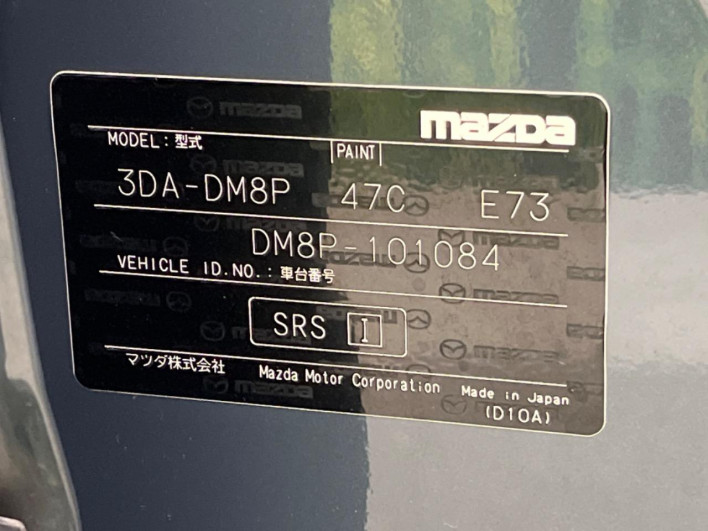 mazda
MODEL : 型式 PAINT
3DA-DM8P 47C E73
DM8P-101084
VEHICLE ID.NO. : 車台番号
SRS I
マツダ株式会社 Mazda Motor Corporation Made in Japan
(D10A)